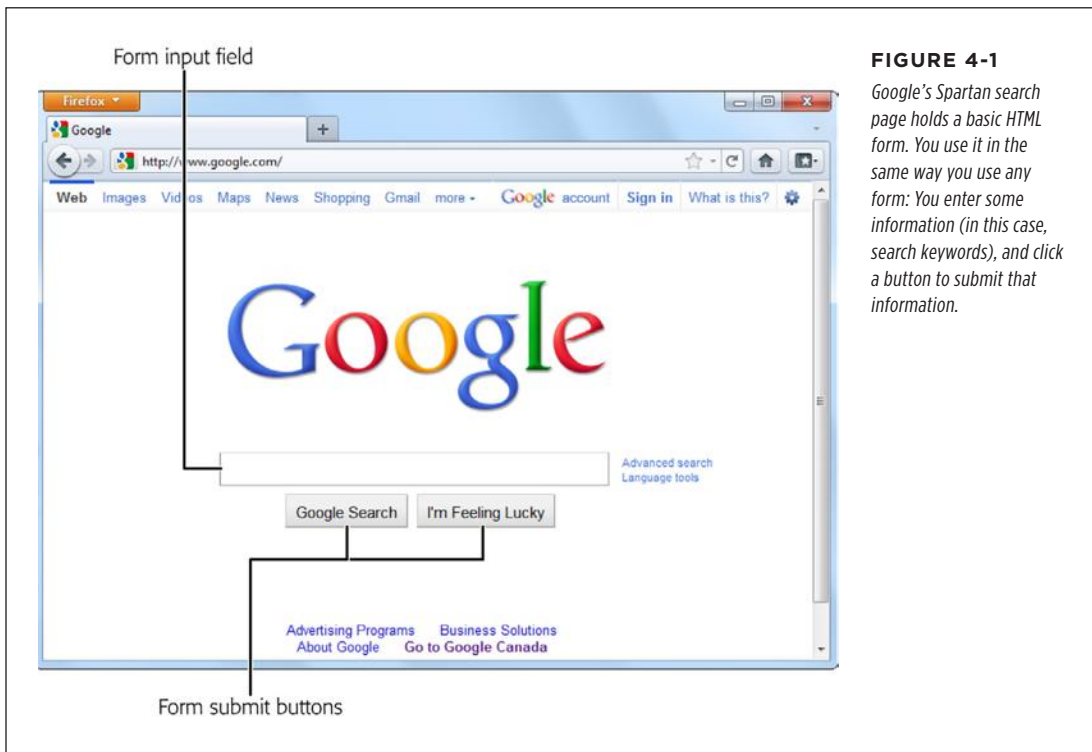 Form input field
Firefox
Google
http://www.google.com/
Web Images Videos Maps News Shopping Gmail more Google account Sign in What is this?
Google
Advanced search
Language tools
Google Search I'm Feeling Lucky
Advertising Programs Business Solutions
About Google Go to Google Canada
Form submit buttons
FIGURE 4-1
Google's Spartan search
page holds a basic HTML
form. You use it in the
same way you use any
form: You enter some
information (in this case,
search keywords), and click
a button to submit that
information.